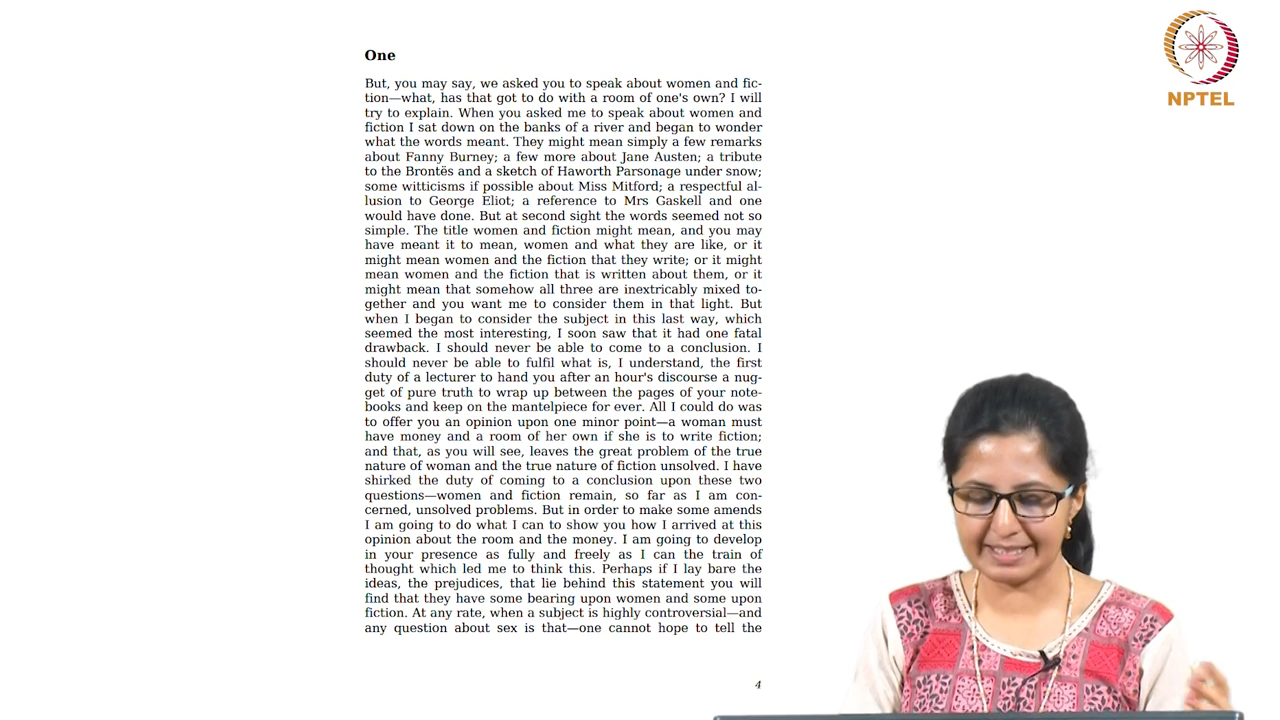 One
But, you may say, we asked you to speak about women and fic-
tion—what, has that got to do with a room of one's own? I will
try to explain. When you asked me to speak about women and
fiction I sat down on the banks of a river and began to wonder
what the words meant. They might mean simply a few remarks
about Fanny Burney; a few more about Jane Austen; a tribute
to the Brontës and a sketch of Haworth Parsonage under snow;
some witticisms if possible about Miss Mitford; a respectful al-
lusion to George Eliot; a reference to Mrs Gaskell and one
would have done. But at second sight the words seemed not so
simple. The title women and fiction might mean, and you may
have meant it to mean, women and what they are like, or it
might mean women and the fiction that they write; or it might
mean women and the fiction that is written about them, or it
might mean that somehow all three are inextricably mixed to-
gether and you want me to consider them in that light. But
when I began to consider the subject in this last way, which
seemed the most interesting, I soon saw that it had one fatal
drawback. I should never be able to come to a conclusion. I
should never be able to fulfil what is, I understand, the first
duty of a lecturer to hand you after an hour's discourse a nug-
get of pure truth to wrap up between the pages of your note-
books and keep on the mantelpiece for ever. All I could do was
to offer you an opinion upon one minor point—a woman must
have money and a room of her own if she is to write fiction;
and that, as you will see, leaves the great problem of the true
nature of woman and the true nature of fiction unsolved. I have
shirked the duty of coming to a conclusion upon these two
questions—women and fiction remain, so far as I am con-
cerned, unsolved problems. But in order to make some amends
I am going to do what I can to show you how I arrived at this
opinion about the room and the money. I am going to develop
in your presence as fully and freely as I can the train of
thought which led me to think this. Perhaps if I lay bare the
ideas, the prejudices, that lie behind this statement you will
find that they have some bearing upon women and some upon
fiction. At any rate, when a subject is highly controversial—and
any question about sex is that—one cannot hope to tell the
4
NPTEL